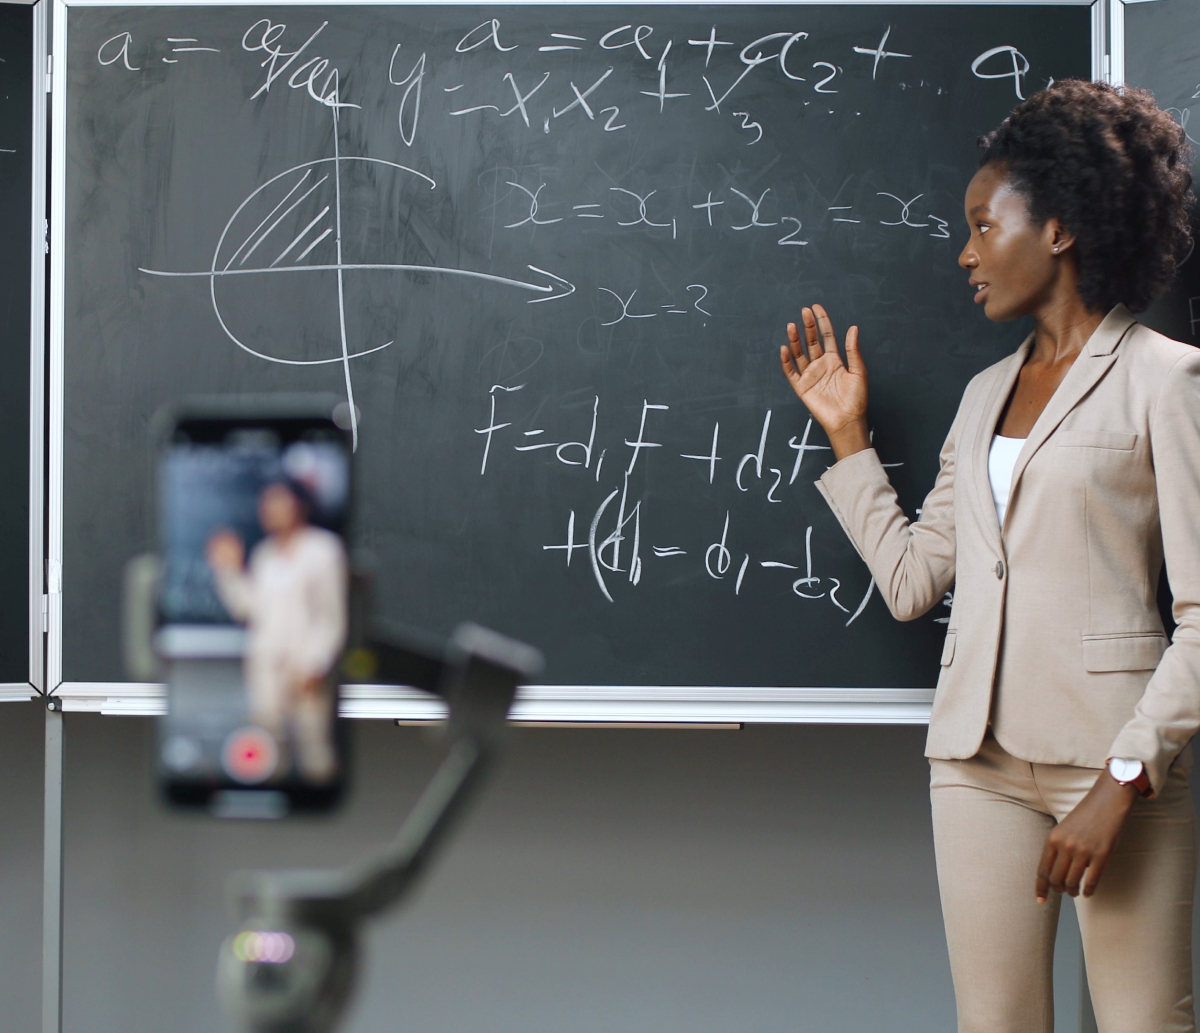 a =
a = a₁ + a₂ + ....
y = x₁x₂ + x₃
x = x₁ + x₂ = x₃
x = ?
F = d₁F + d₂F
= d₁ - d₂)